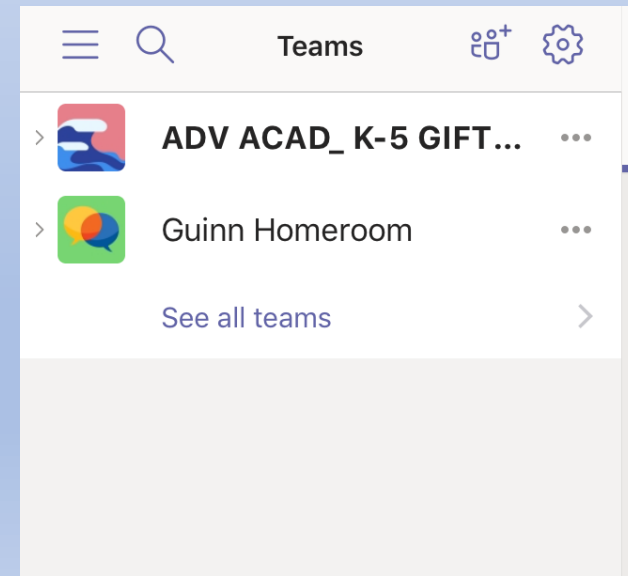 Teams
ADV ACAD_ K-5 GIFT...
Guinn Homeroom
See all teams